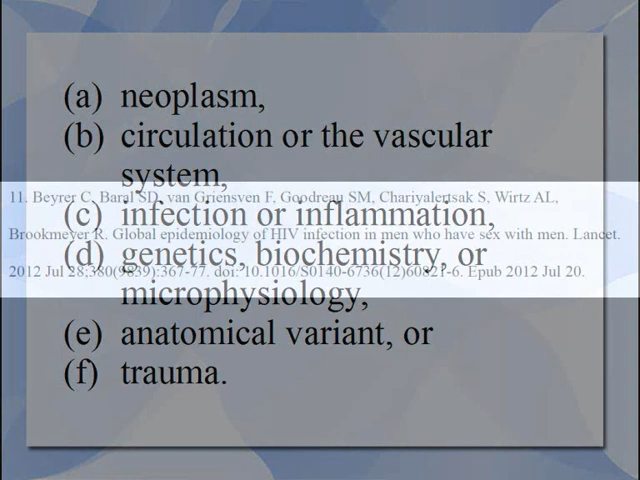 (a) neoplasm,
(b) circulation or the vascular
system,
11. Beyrer C, Baral SD, van Griensven F, Goodreau SM, Chariyalertsak S, Wirtz AL,
(c) infection or inflammation,
Brookmeyer R. Global epidemiology of HIV infection in men who have sex with men. Lancet.
(d) genetics, biochemistry, or
2012 Jul 28;380(9839):367-77. doi: 10.1016/S0140-6736(12)60821-6. Epub 2012 Jul 20.
microphysiology,
(e) anatomical variant, or
(f) trauma.